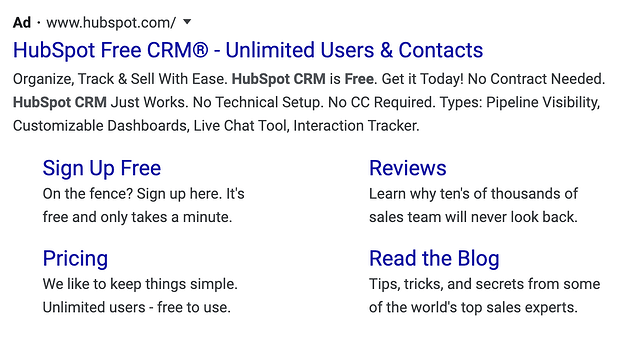 Ad · www.hubspot.com/
HubSpot Free CRM® - Unlimited Users & Contacts
Organize, Track & Sell With Ease. HubSpot CRM is Free. Get it Today! No Contract Needed.
HubSpot CRM Just Works. No Technical Setup. No CC Required. Types: Pipeline Visibility,
Customizable Dashboards, Live Chat Tool, Interaction Tracker.
Sign Up Free
On the fence? Sign up here. It's
free and only takes a minute.
Reviews
Learn why ten's of thousands of
sales team will never look back.
Pricing
We like to keep things simple.
Unlimited users - free to use.
Read the Blog
Tips, tricks, and secrets from some
of the world's top sales experts.